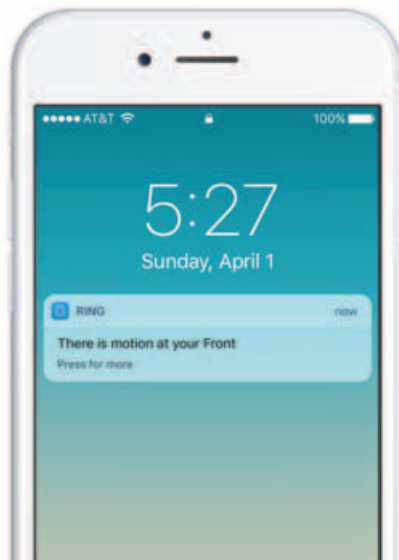 AT&T 100%
5:27
Sunday, April 1
RING now
There is motion at your Front
Press for more